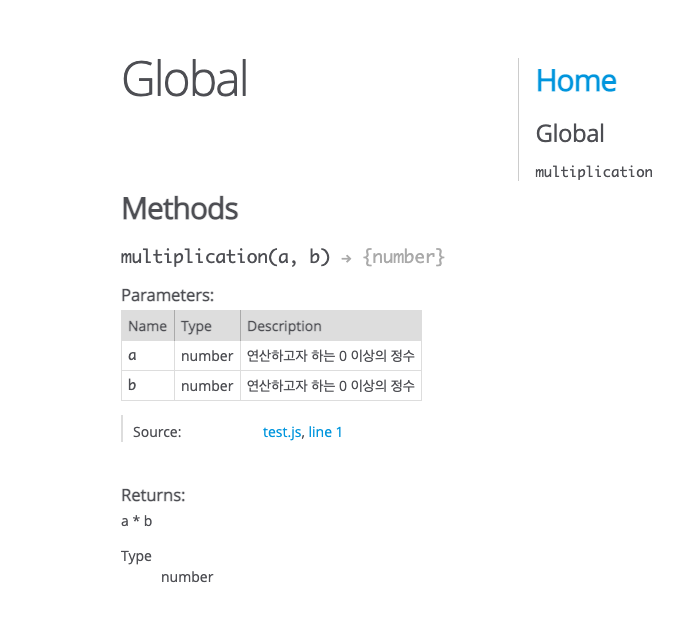 Global
Methods
multiplication(a, b) → {number}
Parameters:
Name Type Description
a number 연산하고자 하는 0 이상의 정수
b number 연산하고자 하는 0 이상의 정수
Source: test.js, line 1
Returns:
a * b
Type
number
Home
Global
multiplication